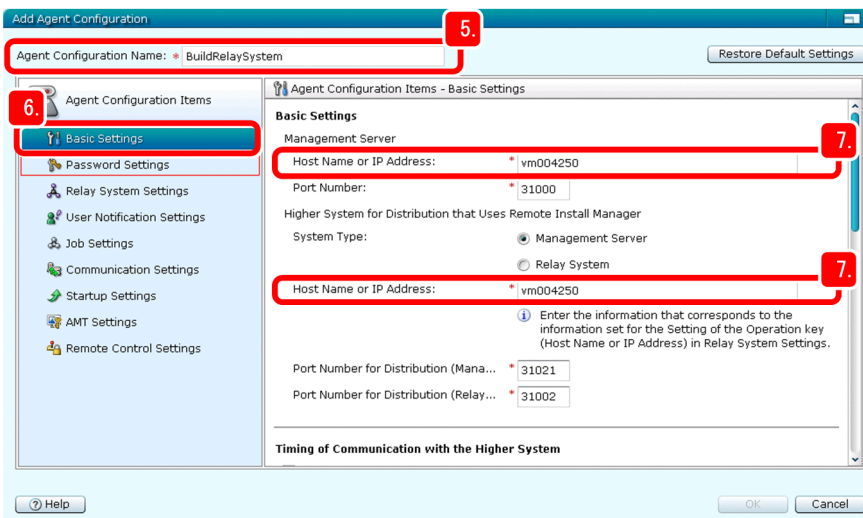 Add Agent Configuration
5.
Agent Configuration Name: * BuildRelaySystem
Restore Default Settings
6.
Agent Configuration Items
Basic Settings
Password Settings
Relay System Settings
User Notification Settings
Job Settings
Communication Settings
Startup Settings
AMT Settings
Remote Control Settings
Agent Configuration Items - Basic Settings
Basic Settings
Management Server
7.
Host Name or IP Address: * vm004250
Port Number: * 31000
Higher System for Distribution that Uses Remote Install Manager
System Type: Management Server
Relay System
7.
Host Name or IP Address: * vm004250
Enter the information that corresponds to the
information set for the Setting of the Operation key
(Host Name or IP Address) in Relay System Settings.
Port Number for Distribution (Mana... * 31021
Port Number for Distribution (Relay... * 31002
Timing of Communication with the Higher System
? Help
OK
Cancel